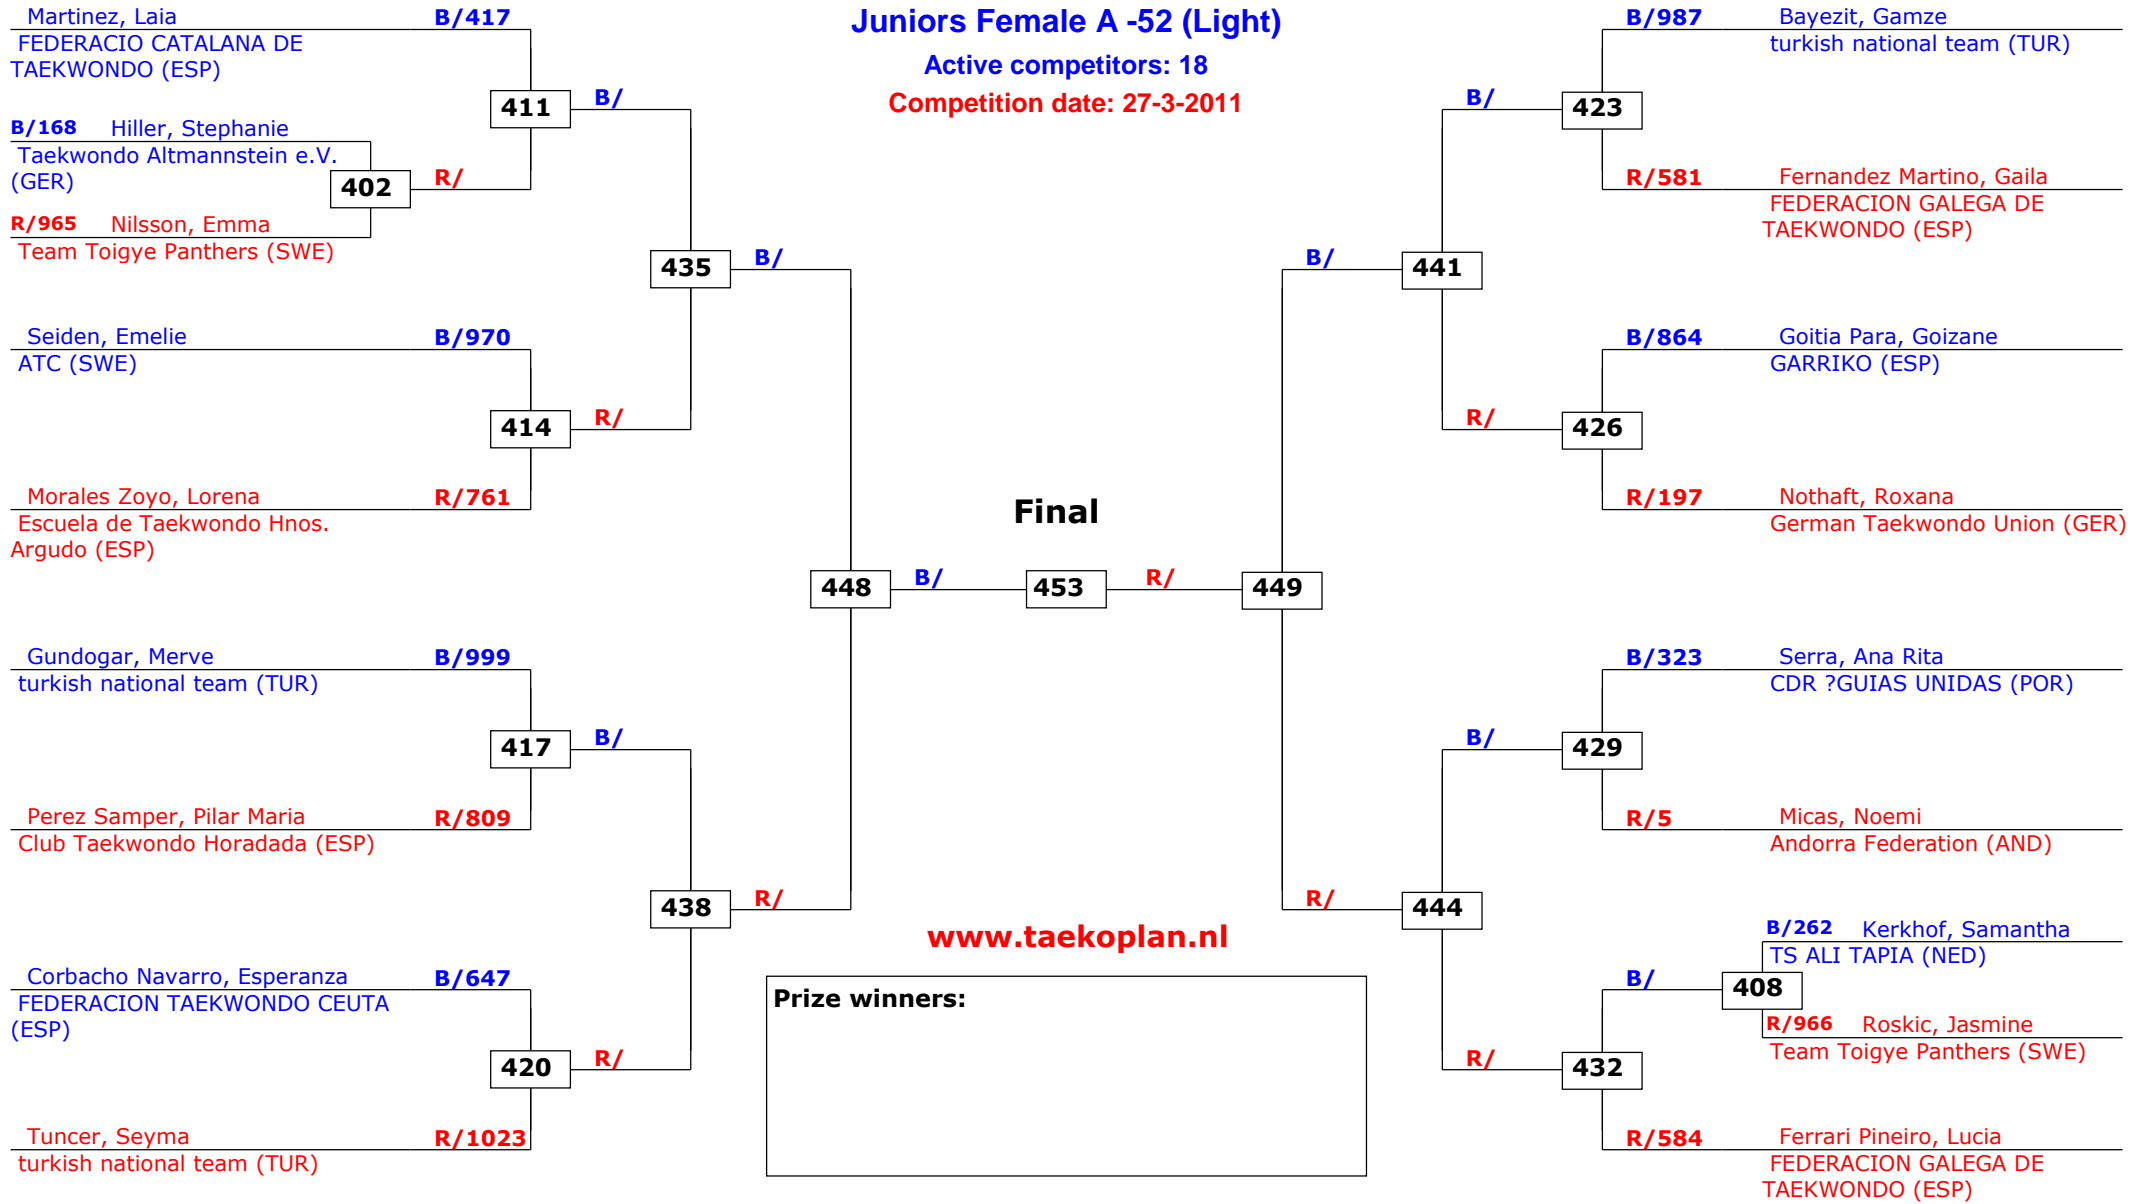 Juniors Female A -52 (Light)
Active competitors: 18
Competition date: 27-3-2011
Martinez, Laia B/417
FEDERACIO CATALANA DE
TAEKWONDO (ESP)
411 B/
B/168 Hiller, Stephanie
Taekwondo Altmannstein e.V.
(GER)
402 R/
R/965 Nilsson, Emma
Team Toigye Panthers (SWE)
435 B/
Seiden, Emelie B/970
ATC (SWE)
414 R/
Morales Zoyo, Lorena R/761
Escuela de Taekwondo Hnos.
Argudo (ESP)
448 B/
Gundogar, Merve B/999
turkish national team (TUR)
417 B/
Perez Samper, Pilar Maria R/809
Club Taekwondo Horadada (ESP)
438 R/
Corbacho Navarro, Esperanza B/647
FEDERACION TAEKWONDO CEUTA
(ESP)
420 R/
Tuncer, Seyma R/1023
turkish national team (TUR)
Final
453
R/ 449
B/987 Bayezit, Gamze
turkish national team (TUR)
B/ 423
R/581 Fernandez Martino, Gaila
FEDERACION GALEGA DE
TAEKWONDO (ESP)
B/ 441
B/864 Goitia Para, Goizane
GARRIKO (ESP)
R/ 426
R/197 Nothaft, Roxana
German Taekwondo Union (GER)
B/323 Serra, Ana Rita
CDR ?GUIAS UNIDAS (POR)
B/ 429
R/5 Micas, Noemi
Andorra Federation (AND)
R/ 444
B/262 Kerkhof, Samantha
TS ALI TAPIA (NED)
B/ 408
R/966 Roskic, Jasmine
Team Toigye Panthers (SWE)
R/ 432
R/584 Ferrari Pineiro, Lucia
FEDERACION GALEGA DE
TAEKWONDO (ESP)
www.taekoplan.nl
Prize winners: